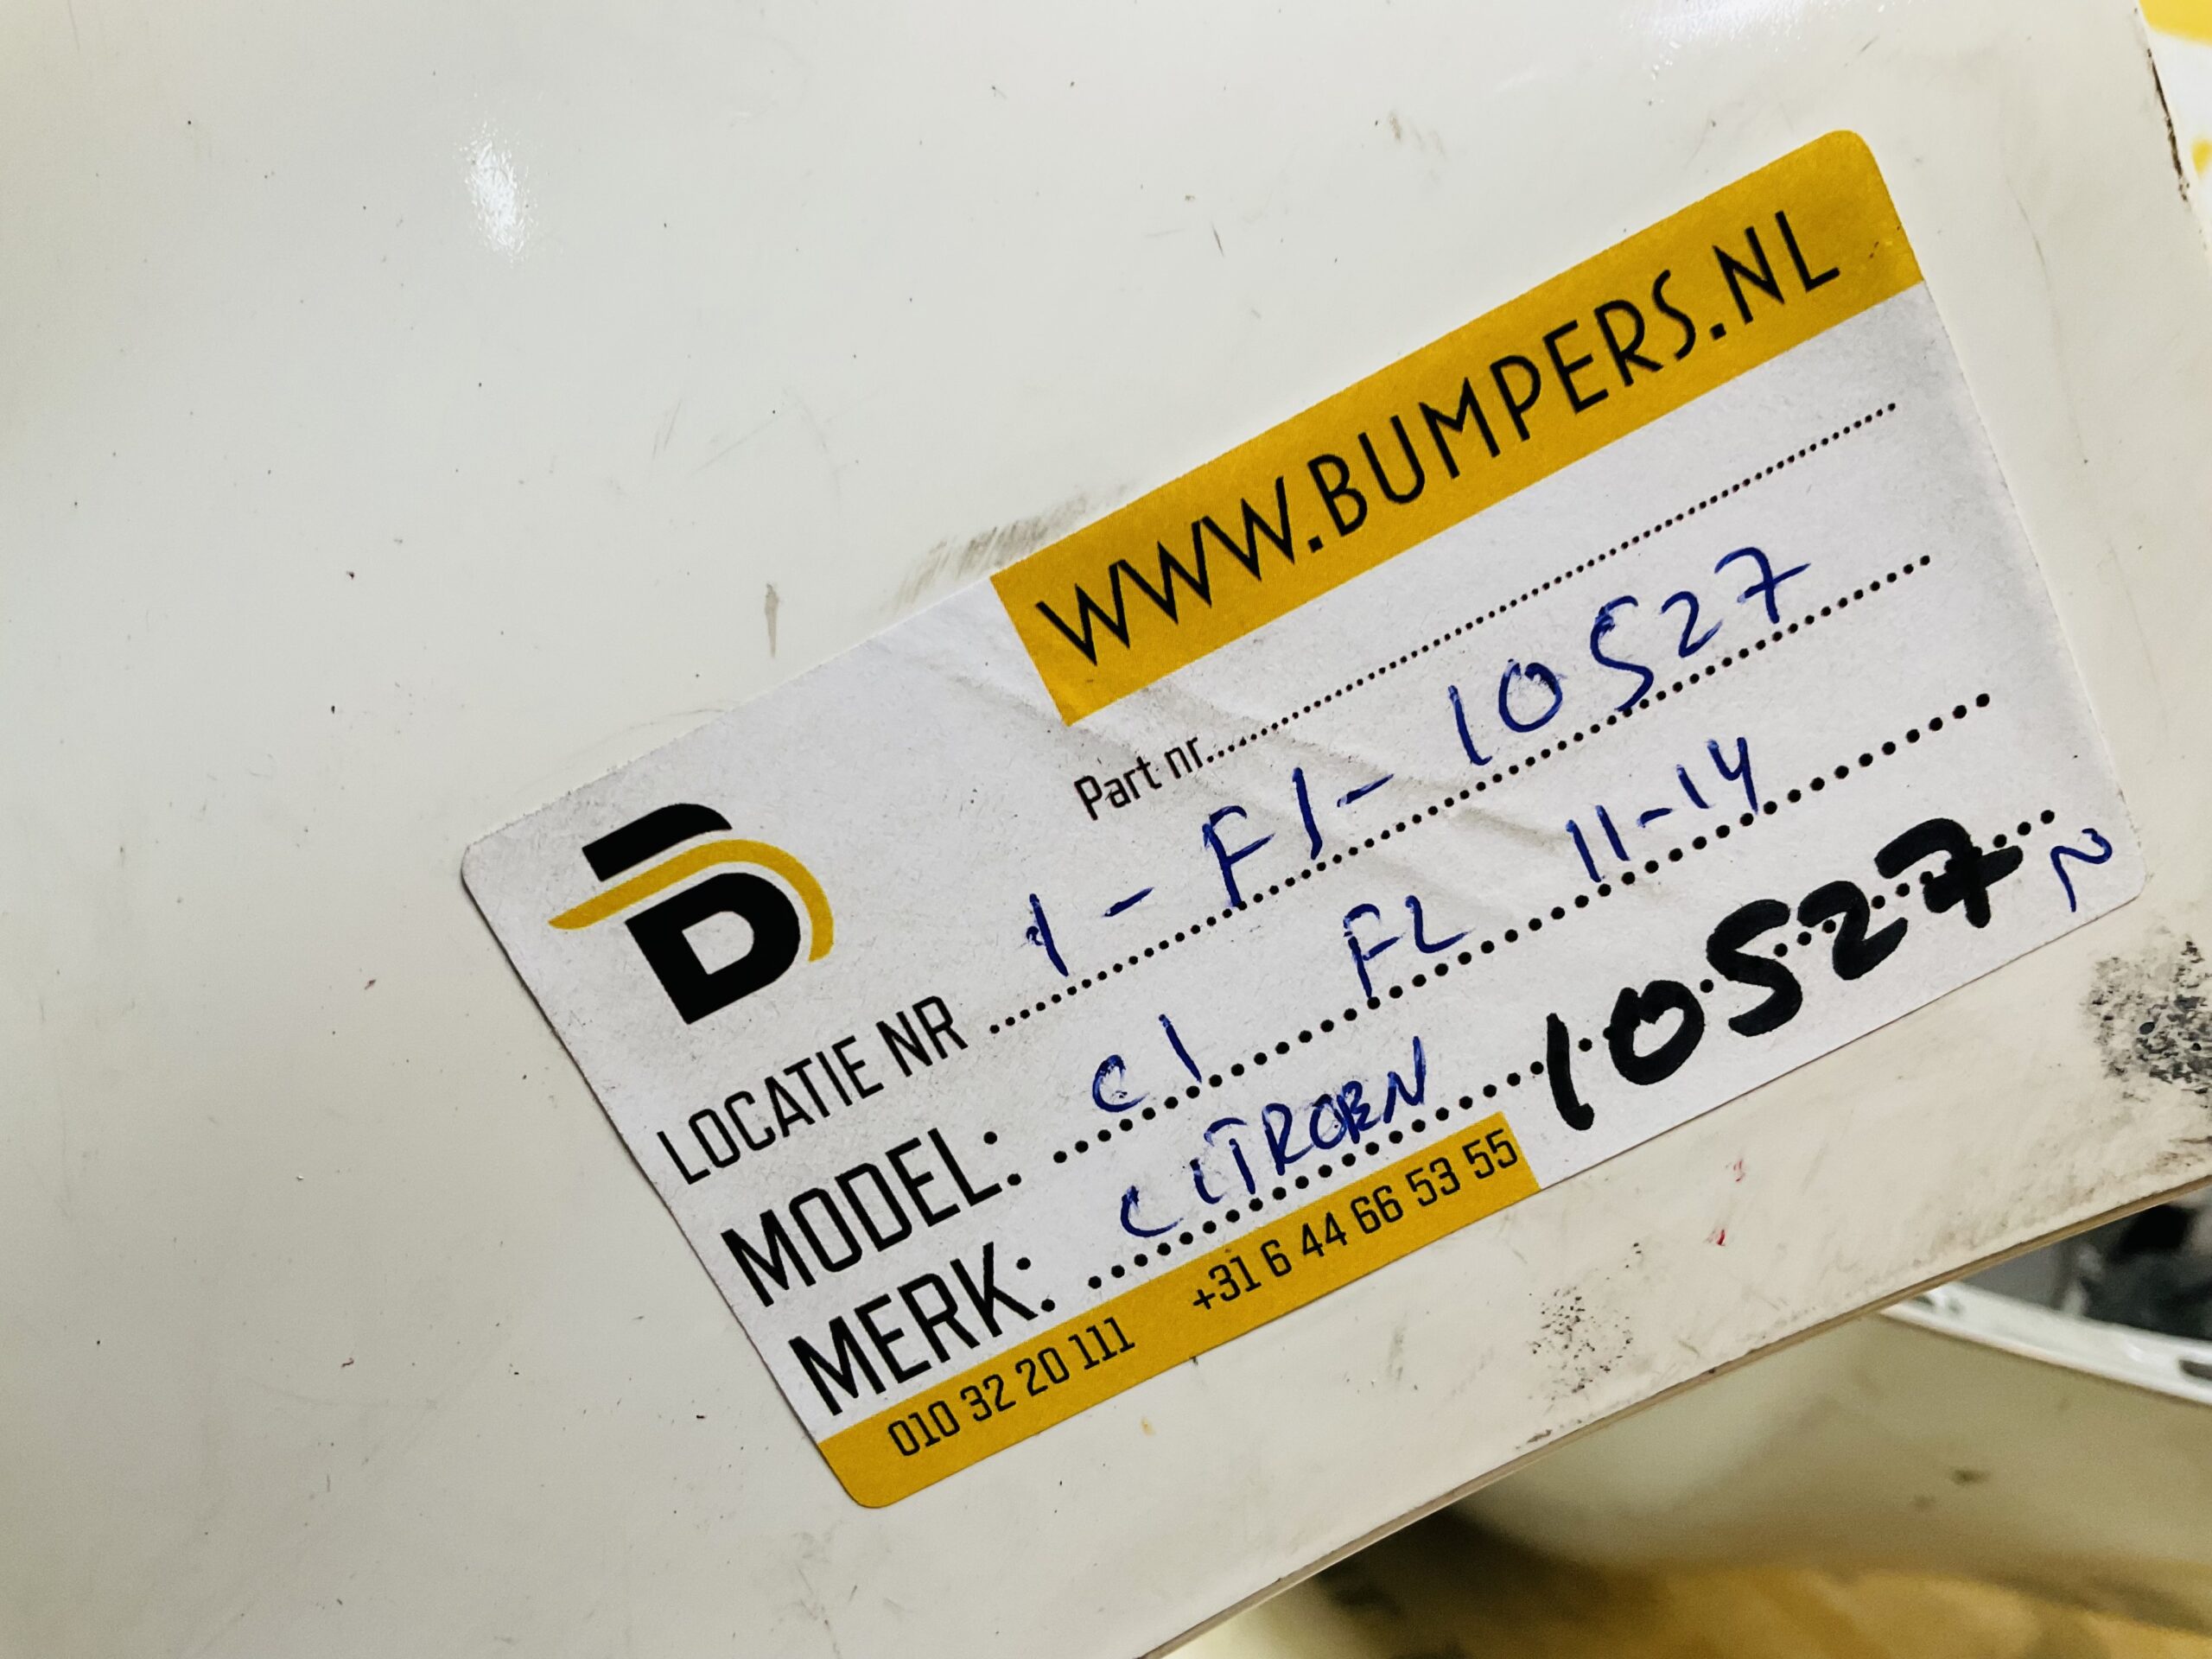 WWW.BUMPERS.NL
Part nr.
LOCATIE NR 1-F1-10527
MODEL: C1 FL 11-14
MERK: CITROEN 10527 N
010 32 20 111 +31 6 44 66 53 55